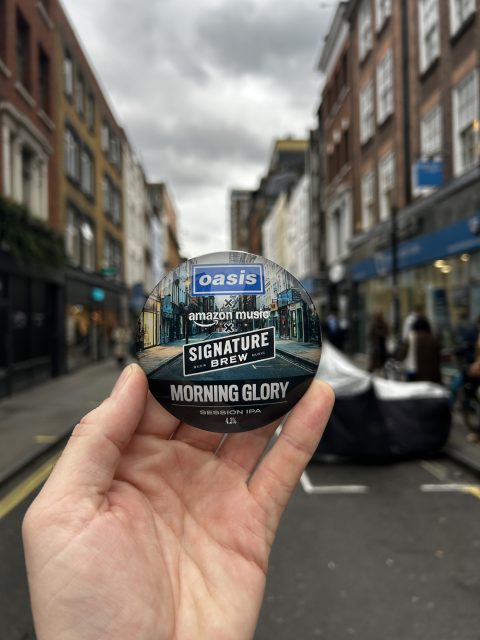 oasis
×
amazon music
×
SIGNATURE
BREW
MORNING GLORY
SESSION IPA
4.2%